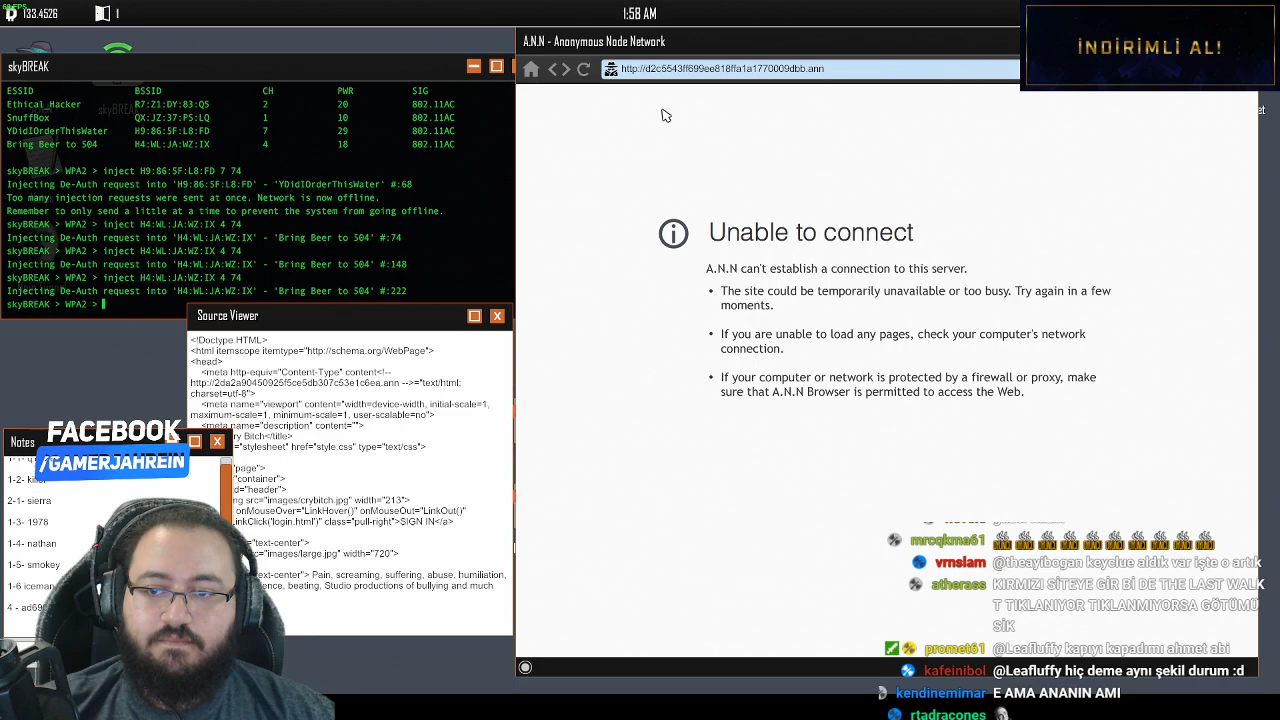 60 FPS
133.4526
1
1:58 AM
skyBREAK
ESSID BSSID CH PWR SIG
Ethical Hacker R7:Z1:DY:83:Q5 2 20 802.11AC
SnuffBox QX:JZ:37:PS:LQ 1 10 802.11AC
YDidIOrderThisWater H9:86:5F:L8:FD 7 29 802.11AC
Bring Beer to 504 H4:WL:JA:WZ:IX 4 18 802.11AC
skyBREAK > WPA2 > inject H9:86:5F:L8:FD 7 74
Injecting De-Auth request into 'H9:86:5F:L8:FD' - 'YDidIOrderThisWater' #:68
Too many injection requests were sent at once. Network is now offline.
Remember to only send a little at a time to prevent the system from going offline.
skyBREAK > WPA2 > inject H4:WL:JA:WZ:IX 4 74
Injecting De-Auth request into 'H4:WL:JA:WZ:IX' - 'Bring Beer to 504' #:74
skyBREAK > WPA2 > inject H4:WL:JA:WZ:IX 4 74
Injecting De-Auth request into 'H4:WL:JA:WZ:IX' - 'Bring Beer to 504' #:148
skyBREAK > WPA2 > inject H4:WL:JA:WZ:IX 4 74
Injecting De-Auth request into 'H4:WL:JA:WZ:IX' - 'Bring Beer to 504' #:222
skyBREAK > WPA2 >
Source Viewer
<!Doctype HTML>
<html itemscope itemtype="http://schema.org/WebPage">
<head>
<meta http-equiv="Content-Type" content<!--
http://2da2a90450925f5ce5db307c53e1c6ea.ann -->="text/html;
charset=utf-8">
<meta name="viewport" content="width=device-width, initial-scale=1,
maximum-scale=1, minimum-scale=1, user-scalable=no">
<meta name="description" content="">
ry Bitch</title>
="stylesheet" href="style.css" type="text/css">
="page">
"container">
d="header">
g src="images/crybitch.jpg" width="213">
onMouseOver="LinkHover()" onMouseOut="LinkOut()"
inkClick('login.html')" class="pull-right">SIGN IN</a>
"text-center">
="images/large.jpg" width="720">
"text-center"> Pain, screaming, suffering, abuse, humiliation,
ence, beating, Studio productions of bullying and much
Notes
1-2- killer
2-1- sierra
1-3- 1978
1-4- nathan
1-5- smokey
1-6 iceman
4 - ad69
FACEBOOK
/GAMERJAHREIN
A.N.N - Anonymous Node Network
http://d2c5543ff699ee818ffa1a1770009dbb.ann
Unable to connect
A.N.N can't establish a connection to this server.
• The site could be temporarily unavailable or too busy. Try again in a few
moments.
• If you are unable to load any pages, check your computer's network
connection.
• If your computer or network is protected by a firewall or proxy, make
sure that A.N.N Browser is permitted to access the Web.
İNDİRİMLİ AL!
et
mrcqkma61
vrnslam @theayibogan keyclue aldık var işte o artık
atherass KIRMIZI SİTEYE GİR Bİ DE THE LAST WALK
T TIKLANIYOR TIKLANMIYORSA GÖTÜMÜ
SİK
promet61 @Leafluffy kapıyı kapadımı ahmet abi
kafeinibol @Leafluffy hiç deme aynı şekil durum :d
kendinemimar E AMA ANANIN AMI
rtadracones